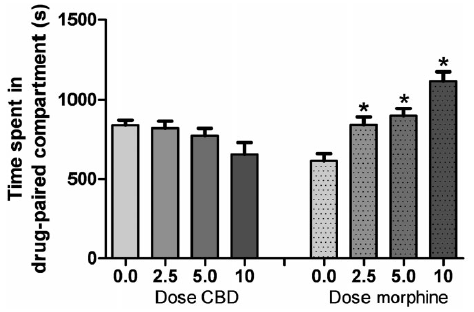 Time spent in
drug-paired compartment (s)
1500
1000
500
0
* * *
0.0 2.5 5.0 10 0.0 2.5 5.0 10
Dose CBD Dose morphine